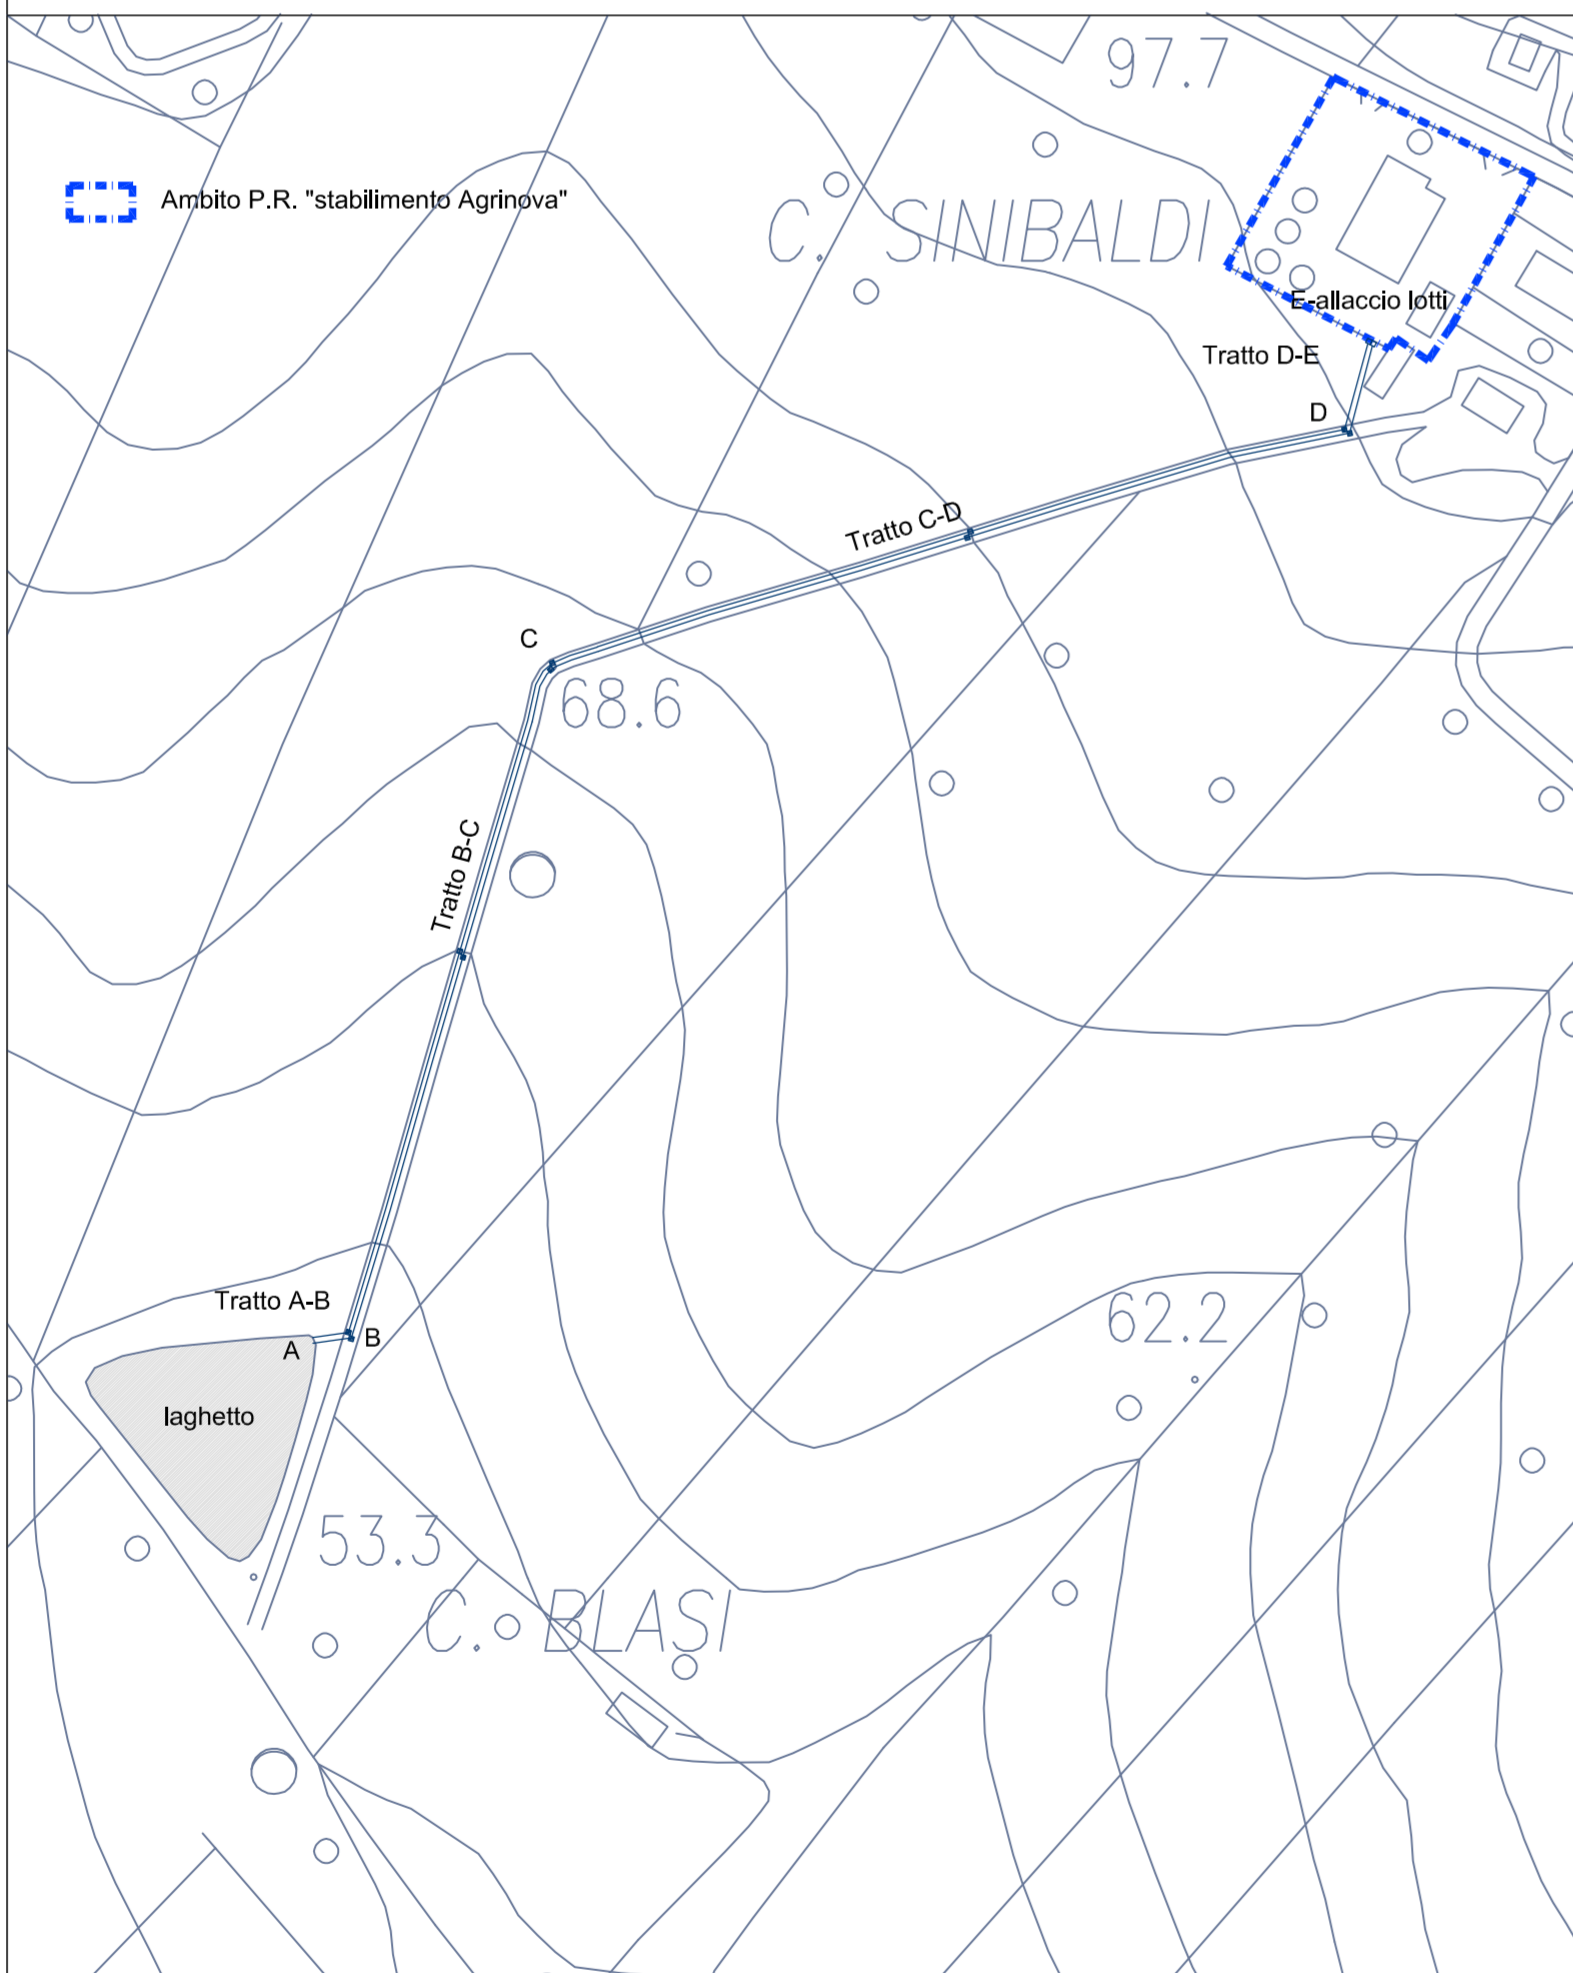 97.7
Ambito P.R. "stabilimento Agrinova"
C. SINIBALDI
E-allaccio lotti
Tratto D-E
D
Tratto C-D
C
68.6
Tratto B-C
Tratto A-B
A
B
62.2
laghetto
53.3
C. BLASI